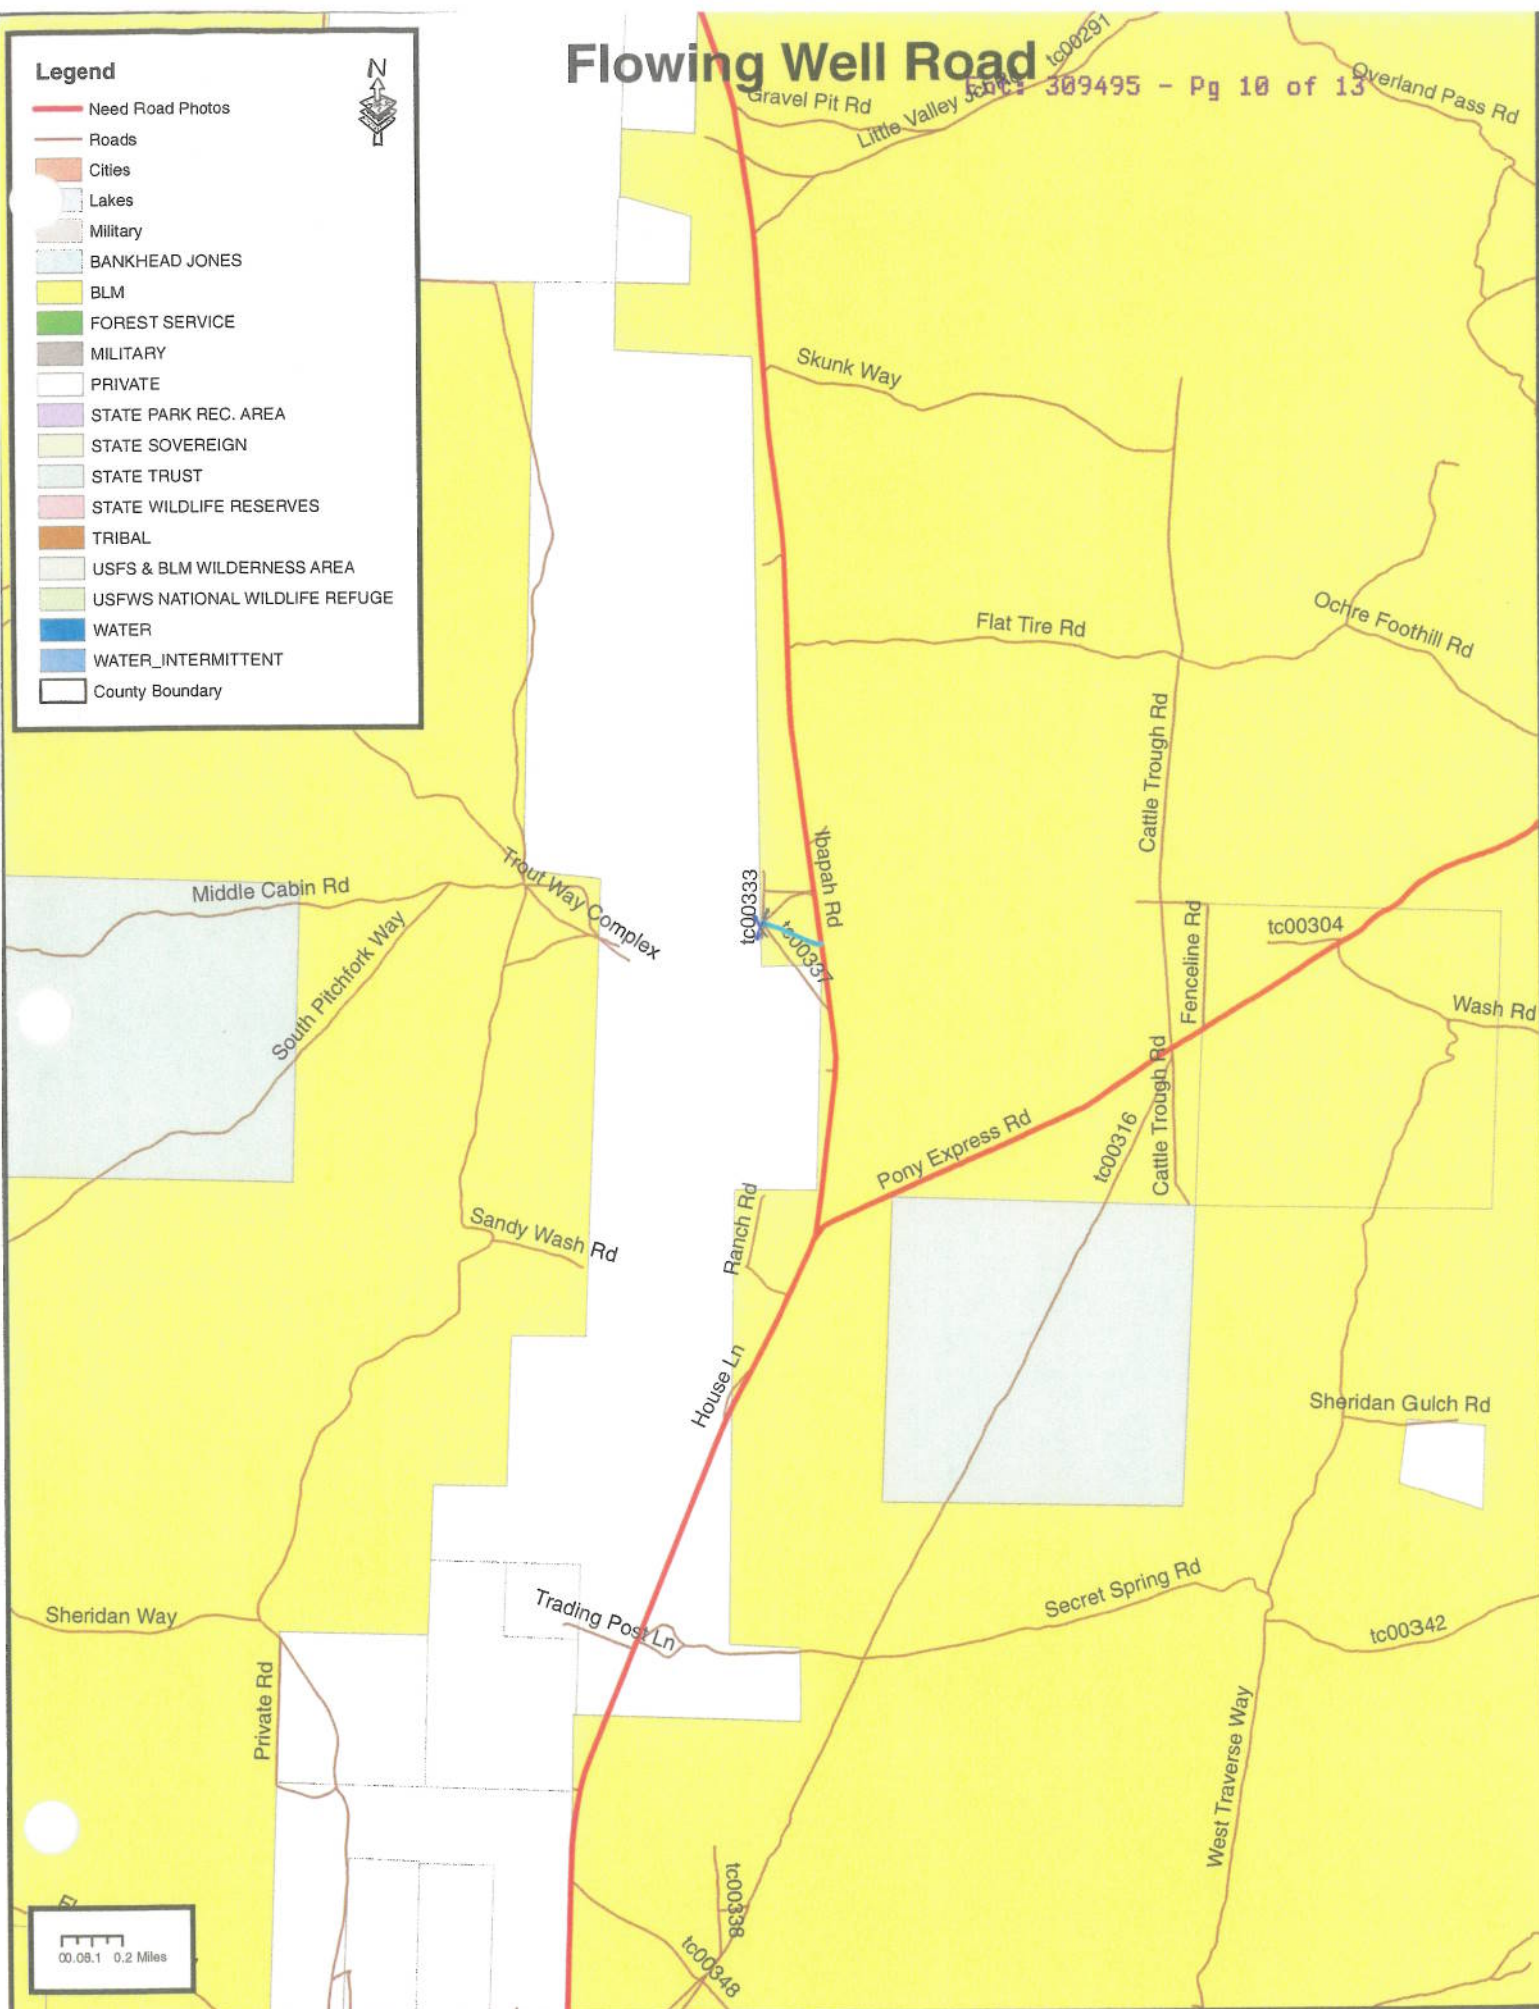 Flowing Well Road
309495 - Pg 10 of 13
Legend
N
Need Road Photos
Roads
Cities
Lakes
Military
BANKHEAD JONES
BLM
FOREST SERVICE
MILITARY
PRIVATE
STATE PARK REC. AREA
STATE SOVEREIGN
STATE TRUST
STATE WILDLIFE RESERVES
TRIBAL
USFS & BLM WILDERNESS AREA
USFWS NATIONAL WILDLIFE REFUGE
WATER
WATER_INTERMITTENT
County Boundary
tc00291
Gravel Pit Rd
Little Valley
Overland Pass Rd
Skunk Way
Flat Tire Rd
Ochre Foothill Rd
Cattle Trough Rd
Ibapah Rd
Trout Way Complex
Middle Cabin Rd
South Pitchfork Way
tc00333
tc00337
Fenceline Rd
tc00304
Wash Rd
Cattle Trough Rd
tc00316
Pony Express Rd
Ranch Rd
Sandy Wash Rd
House Ln
Sheridan Gulch Rd
Trading Post Ln
Secret Spring Rd
Sheridan Way
tc00342
Private Rd
West Traverse Way
tc00338
tc00348
0.2 Miles